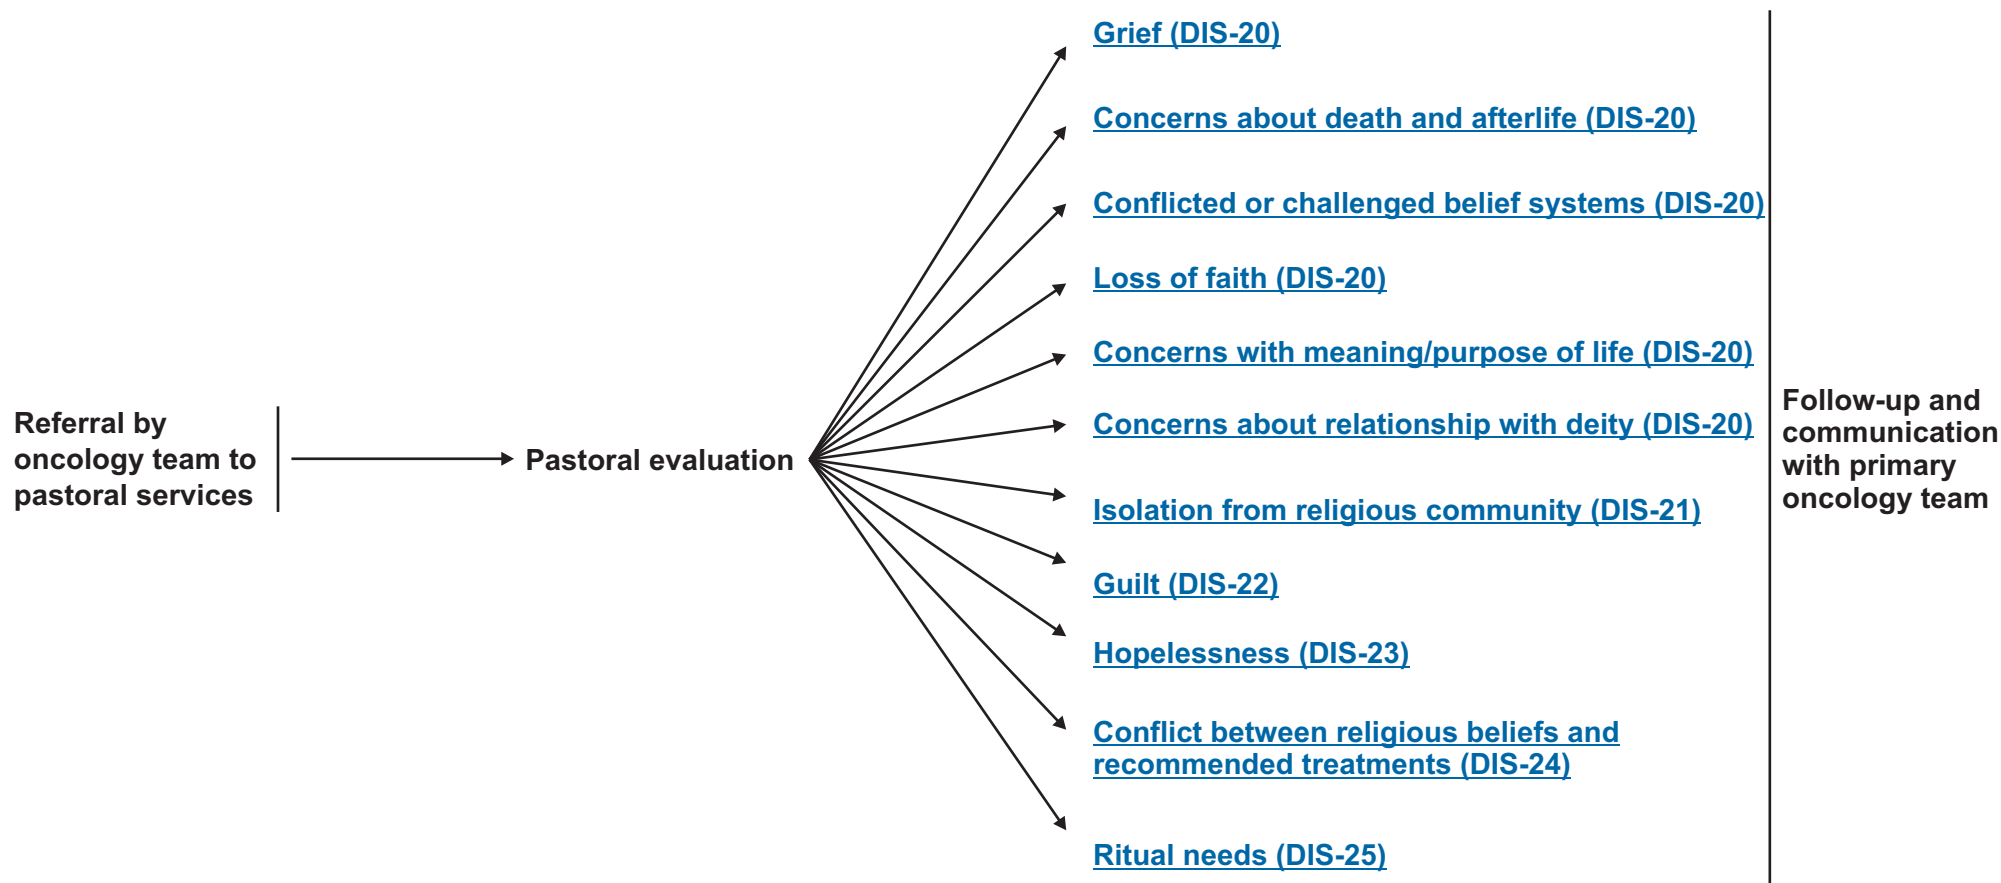 Referral by
oncology team to
pastoral services
Pastoral evaluation
Grief (DIS-20)
Concerns about death and afterlife (DIS-20)
Conflicted or challenged belief systems (DIS-20)
Loss of faith (DIS-20)
Concerns with meaning/purpose of life (DIS-20)
Concerns about relationship with deity (DIS-20)
Isolation from religious community (DIS-21)
Guilt (DIS-22)
Hopelessness (DIS-23)
Conflict between religious beliefs and
recommended treatments (DIS-24)
Ritual needs (DIS-25)
Follow-up and
communication
with primary
oncology team